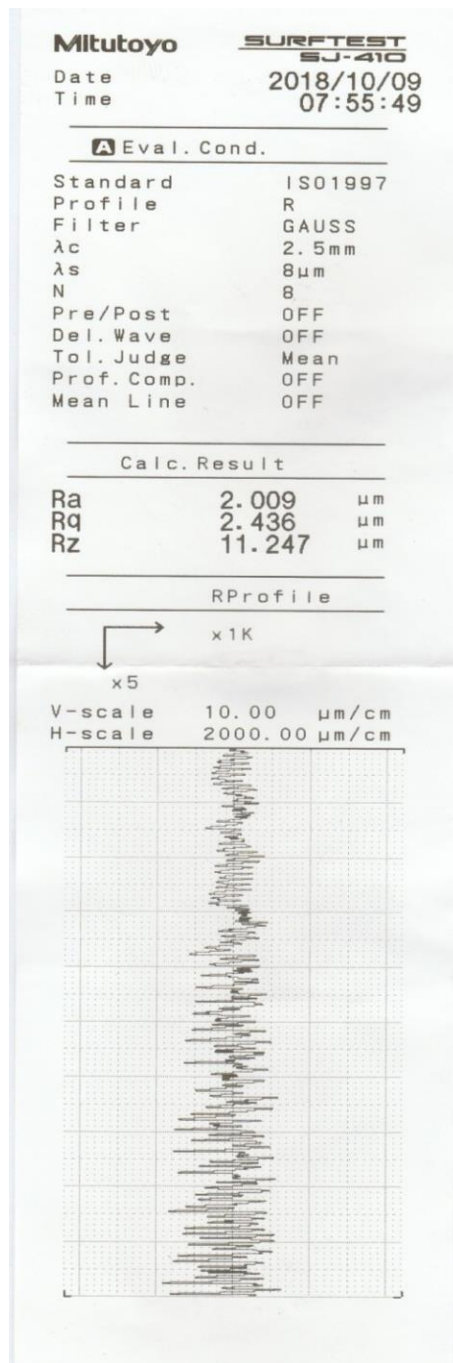 Mitutoyo SURFTEST
SJ-410
Date 2018/10/09
Time 07:55:49
A Eval.Cond.
Standard ISO1997
Profile R
Filter GAUSS
λc 2.5mm
λs 8μm
N 8
Pre/Post OFF
Del.Wave OFF
Tol.Judge Mean
Prof.Comp. OFF
Mean Line OFF
Calc.Result
Ra 2.009 μm
Rq 2.436 μm
Rz 11.247 μm
RProfile
x1K
x5
V-scale 10.00 μm/cm
H-scale 2000.00 μm/cm